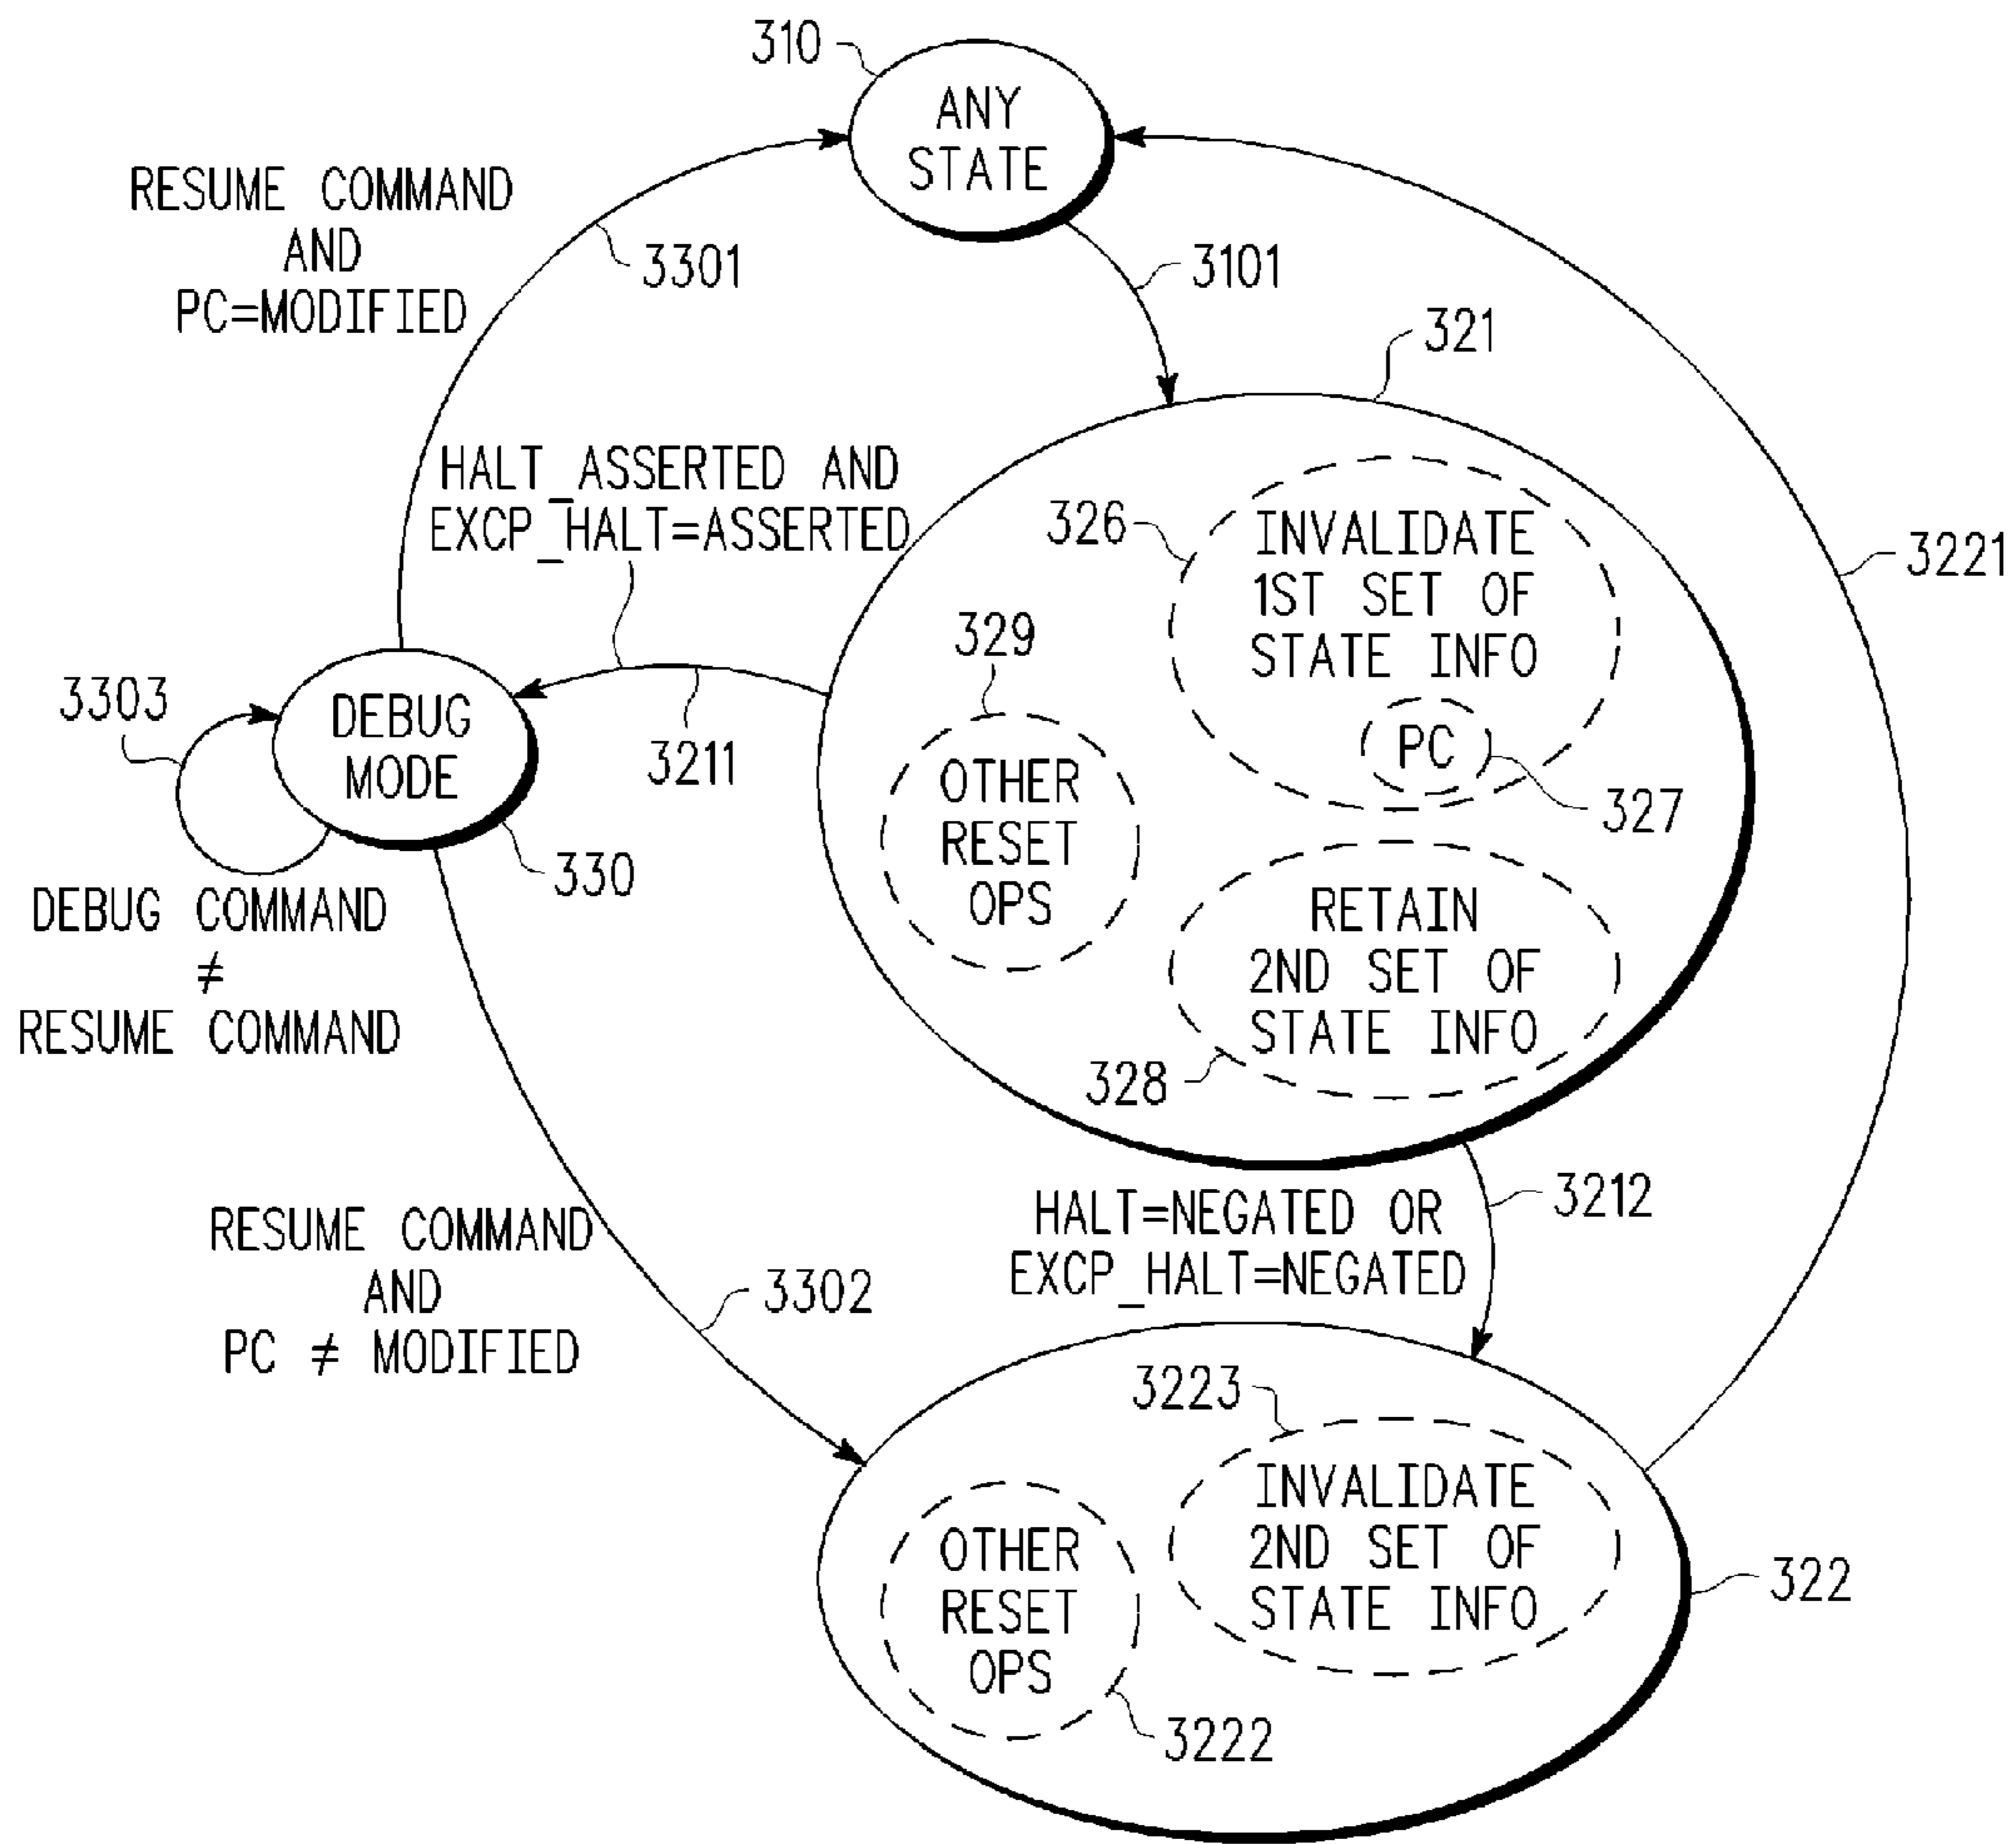 310
ANY
STATE
RESUME COMMAND
AND
PC=MODIFIED
3301
3101
321
HALT_ASSERTED AND
EXCP_HALT=ASSERTED
326
INVALIDATE
1ST SET OF
STATE INFO
PC
327
3221
329
OTHER
RESET
OPS
3303
DEBUG
MODE
3211
330
DEBUG COMMAND
≠
RESUME COMMAND
RETAIN
2ND SET OF
STATE INFO
328
RESUME COMMAND
AND
PC ≠ MODIFIED
3302
HALT=NEGATED OR
EXCP_HALT=NEGATED
3212
3223
INVALIDATE
2ND SET OF
STATE INFO
OTHER
RESET
OPS
3222
322